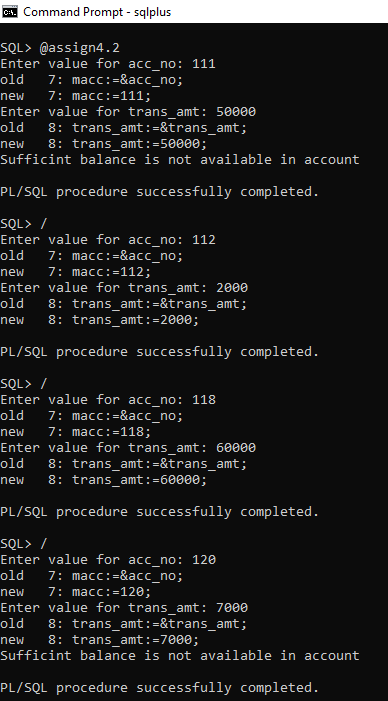 Command Prompt - sqlplus
SQL> @assign4.2
Enter value for acc_no: 111
old   7: macc:=&acc_no;
new   7: macc:=111;
Enter value for trans_amt: 50000
old   8: trans_amt:=&trans_amt;
new   8: trans_amt:=50000;
Sufficint balance is not available in account
PL/SQL procedure successfully completed.
SQL> /
Enter value for acc_no: 112
old   7: macc:=&acc_no;
new   7: macc:=112;
Enter value for trans_amt: 2000
old   8: trans_amt:=&trans_amt;
new   8: trans_amt:=2000;
PL/SQL procedure successfully completed.
SQL> /
Enter value for acc_no: 118
old   7: macc:=&acc_no;
new   7: macc:=118;
Enter value for trans_amt: 60000
old   8: trans_amt:=&trans_amt;
new   8: trans_amt:=60000;
PL/SQL procedure successfully completed.
SQL> /
Enter value for acc_no: 120
old   7: macc:=&acc_no;
new   7: macc:=120;
Enter value for trans_amt: 7000
old   8: trans_amt:=&trans_amt;
new   8: trans_amt:=7000;
Sufficint balance is not available in account
PL/SQL procedure successfully completed.